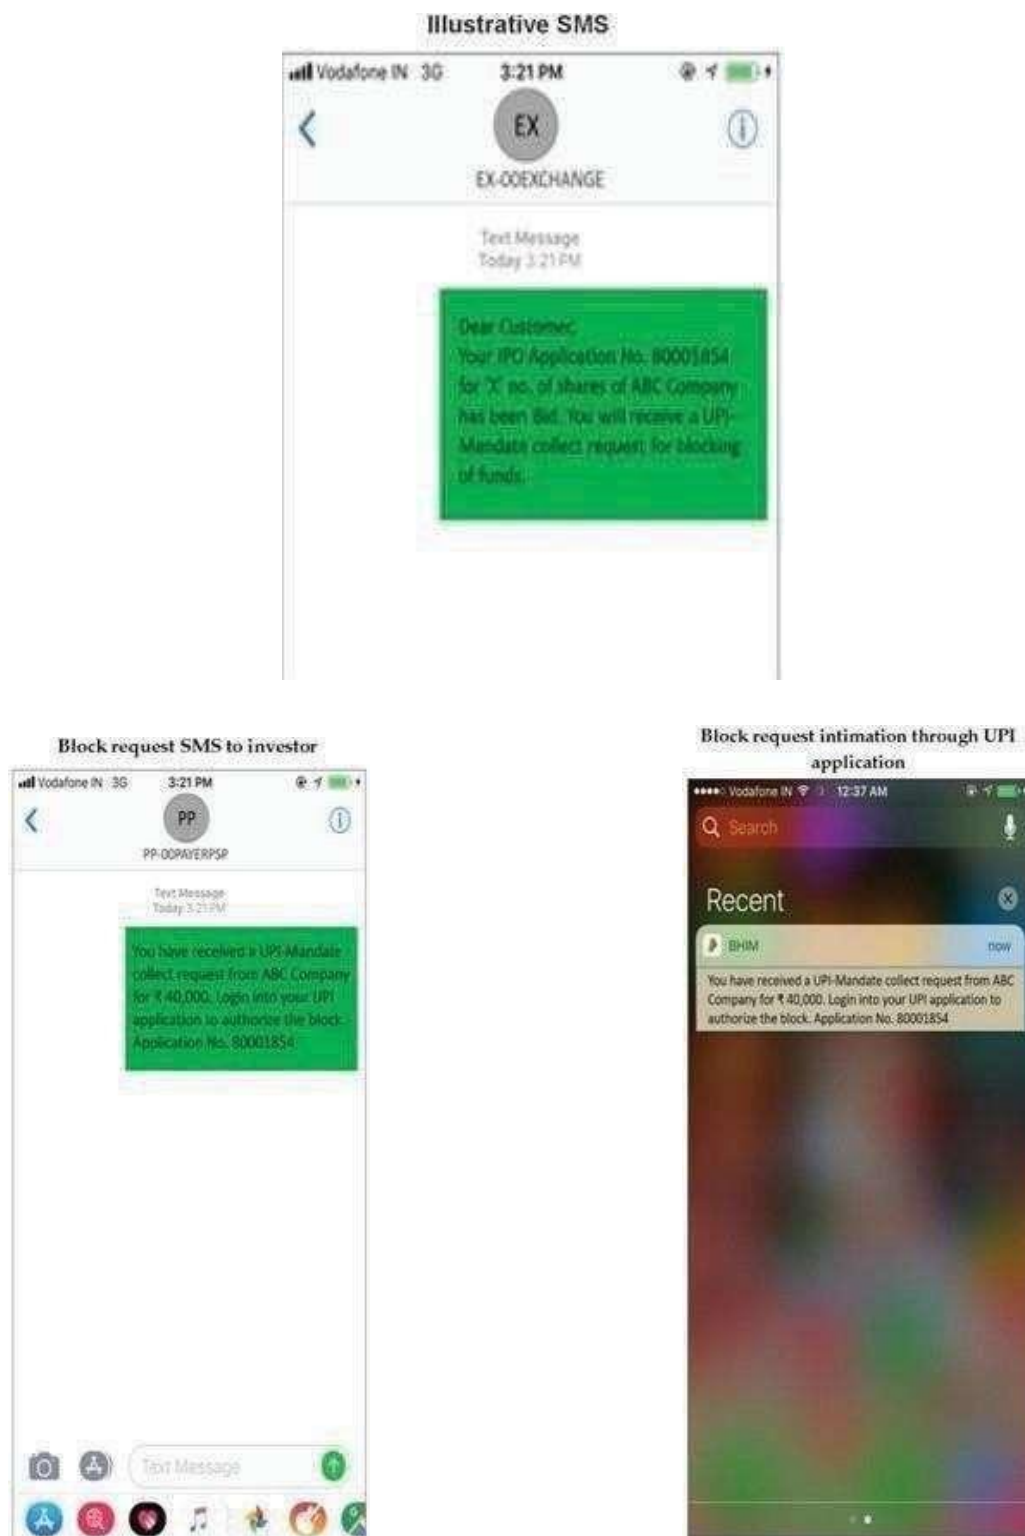 Illustrative SMS
Vodafone IN 3G 3:21 PM
EX
EX-00EXCHANGE
Text Message
Today 3:21 PM
Dear Customer,
Your IPO Application No. 80001854
for 'X' no. of shares of ABC Company
has been Bid. You will receive a UPI-
Mandate collect request for blocking
of funds.
Block request SMS to investor
Vodafone IN 3G 3:21 PM
PP
PP-00PAYERPSP
Text Message
Today 3:21 PM
You have received a UPI-Mandate
collect request from ABC Company
for ₹ 40,000. Login into your UPI
application to authorize the block.
Application No. 80001854
Text Message
Block request intimation through UPI
application
Vodafone IN 12:37 AM
Search
Recent
BHIM now
You have received a UPI-Mandate collect request from ABC
Company for ₹ 40,000. Login into your UPI application to
authorize the block. Application No. 80001854